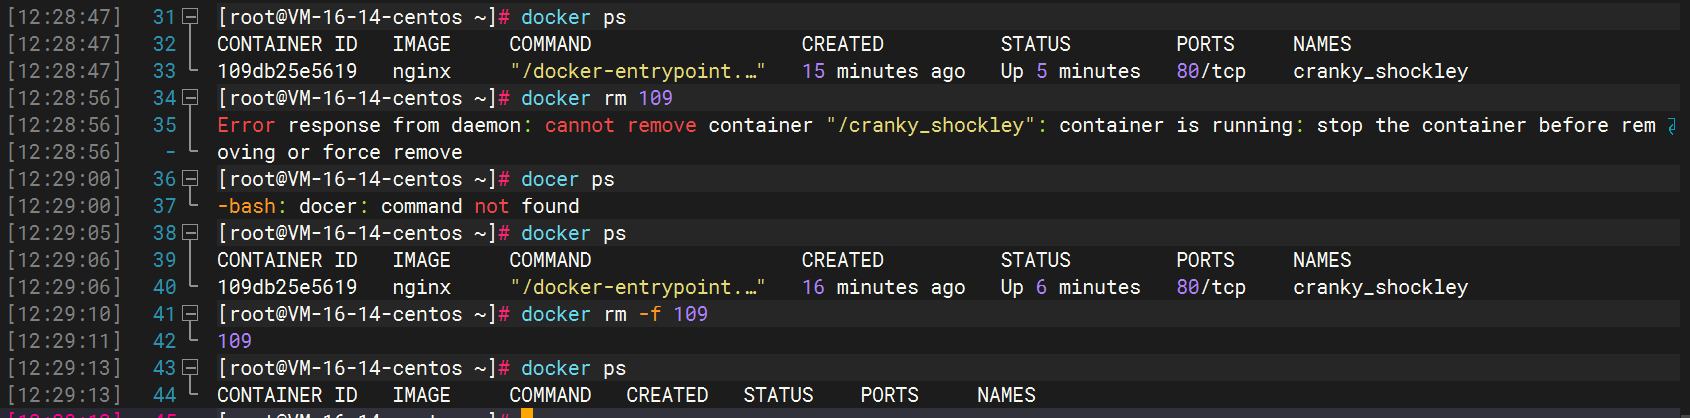 [12:28:47] 31 [root@VM-16-14-centos ~]# docker ps
[12:28:47] 32 CONTAINER ID   IMAGE     COMMAND                  CREATED          STATUS         PORTS     NAMES
[12:28:47] 33 109db25e5619   nginx     "/docker-entrypoint.…"   15 minutes ago   Up 5 minutes   80/tcp    cranky_shockley
[12:28:56] 34 [root@VM-16-14-centos ~]# docker rm 109
[12:28:56] 35 Error response from daemon: cannot remove container "/cranky_shockley": container is running: stop the container before rem
[12:28:56] - oving or force remove
[12:29:00] 36 [root@VM-16-14-centos ~]# docer ps
[12:29:00] 37 -bash: docer: command not found
[12:29:05] 38 [root@VM-16-14-centos ~]# docker ps
[12:29:06] 39 CONTAINER ID   IMAGE     COMMAND                  CREATED          STATUS         PORTS     NAMES
[12:29:06] 40 109db25e5619   nginx     "/docker-entrypoint.…"   16 minutes ago   Up 6 minutes   80/tcp    cranky_shockley
[12:29:10] 41 [root@VM-16-14-centos ~]# docker rm -f 109
[12:29:11] 42 109
[12:29:13] 43 [root@VM-16-14-centos ~]# docker ps
[12:29:13] 44 CONTAINER ID   IMAGE     COMMAND   CREATED   STATUS    PORTS     NAMES